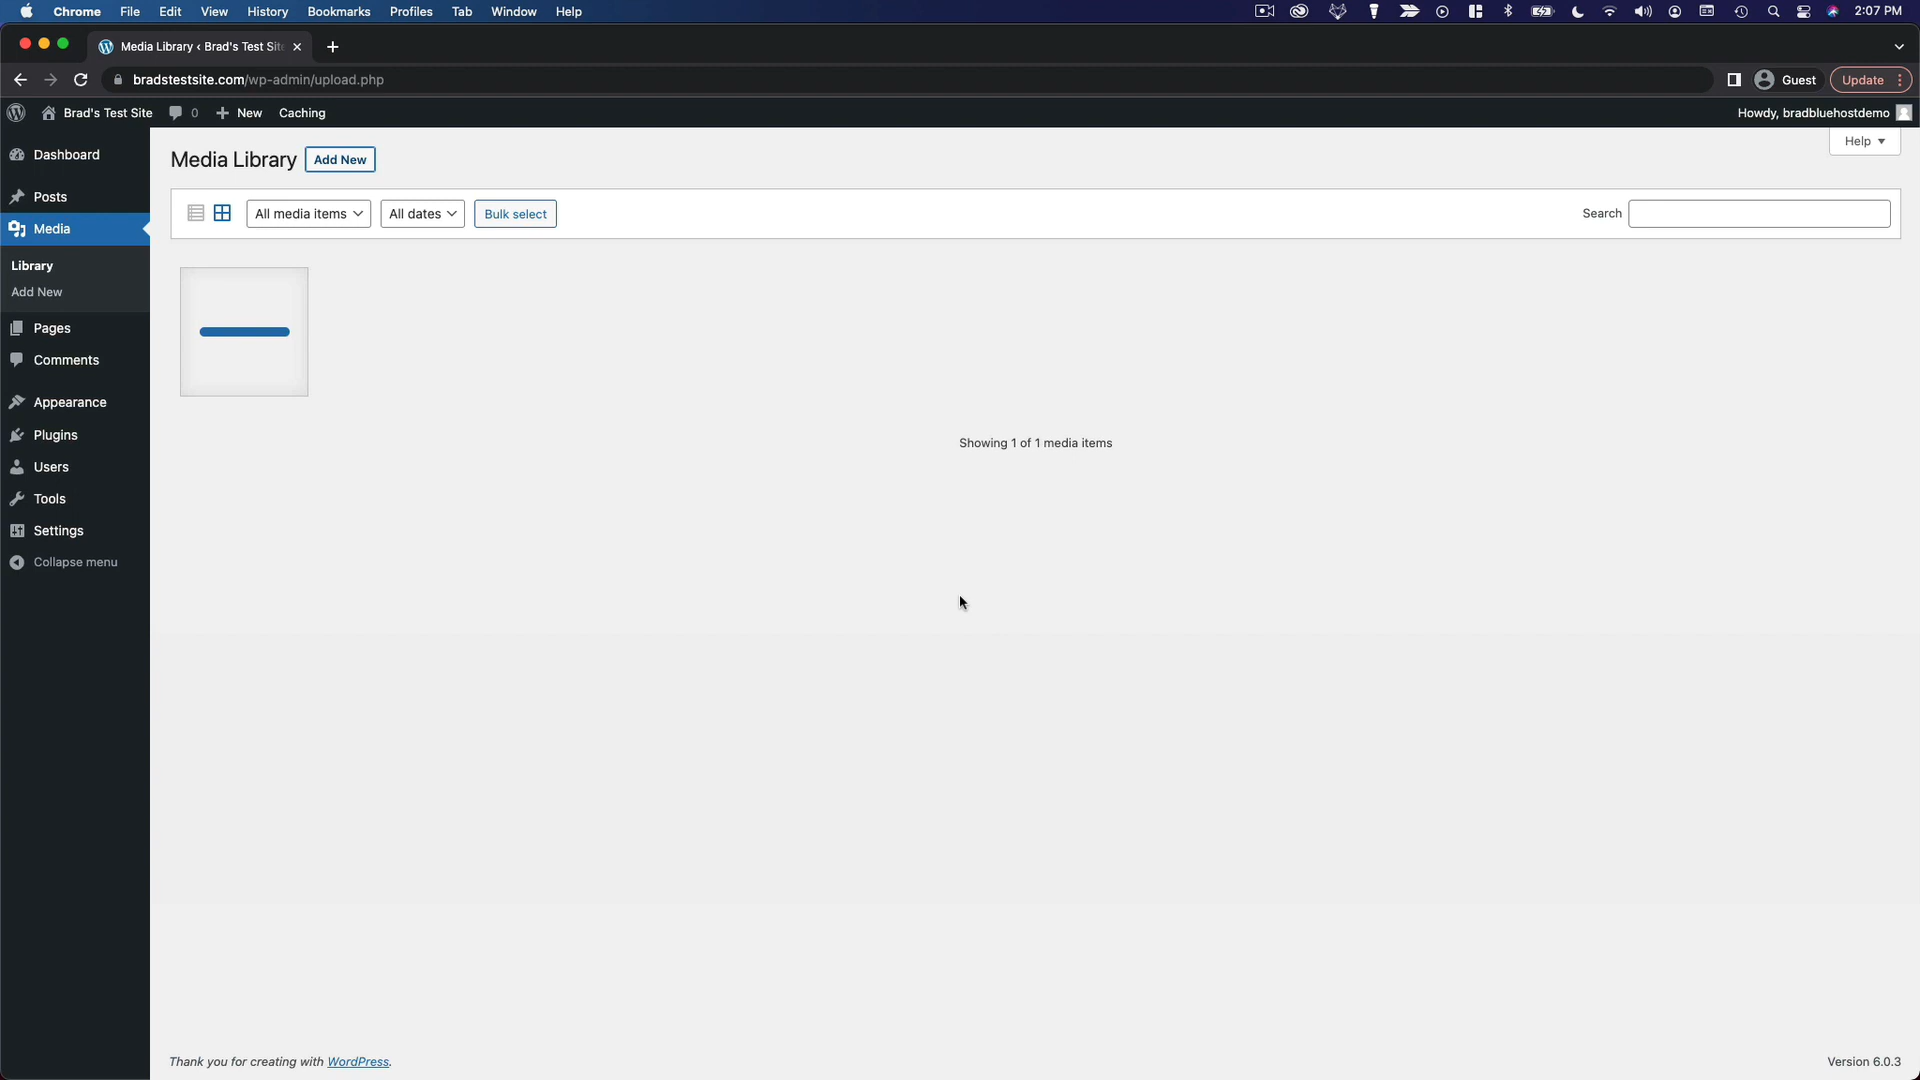 Chrome File Edit View History Bookmarks Profiles Tab Window Help 2:07 PM
Media Library ‹ Brad's Test Site
bradstestsite.com/wp-admin/upload.php Guest Update
Brad's Test Site 0 New Caching Howdy, bradbluehostdemo
Dashboard
Posts
Media
Library
Add New
Pages
Comments
Appearance
Plugins
Users
Tools
Settings
Collapse menu
Help
Media Library Add New
All media items All dates Bulk select Search
Showing 1 of 1 media items
Thank you for creating with WordPress. Version 6.0.3